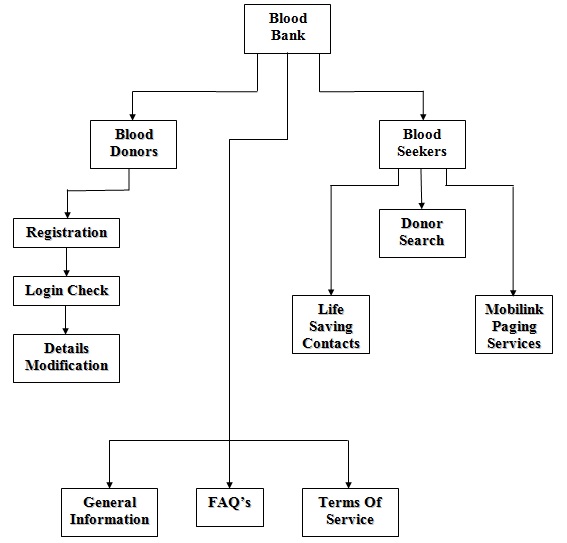 Blood
Bank
Blood
Donors
Blood
Seekers
Registration
Donor
Search
Login Check
Life
Saving
Contacts
Mobilink
Paging
Services
Details
Modification
General
Information
FAQ's
Terms Of
Service